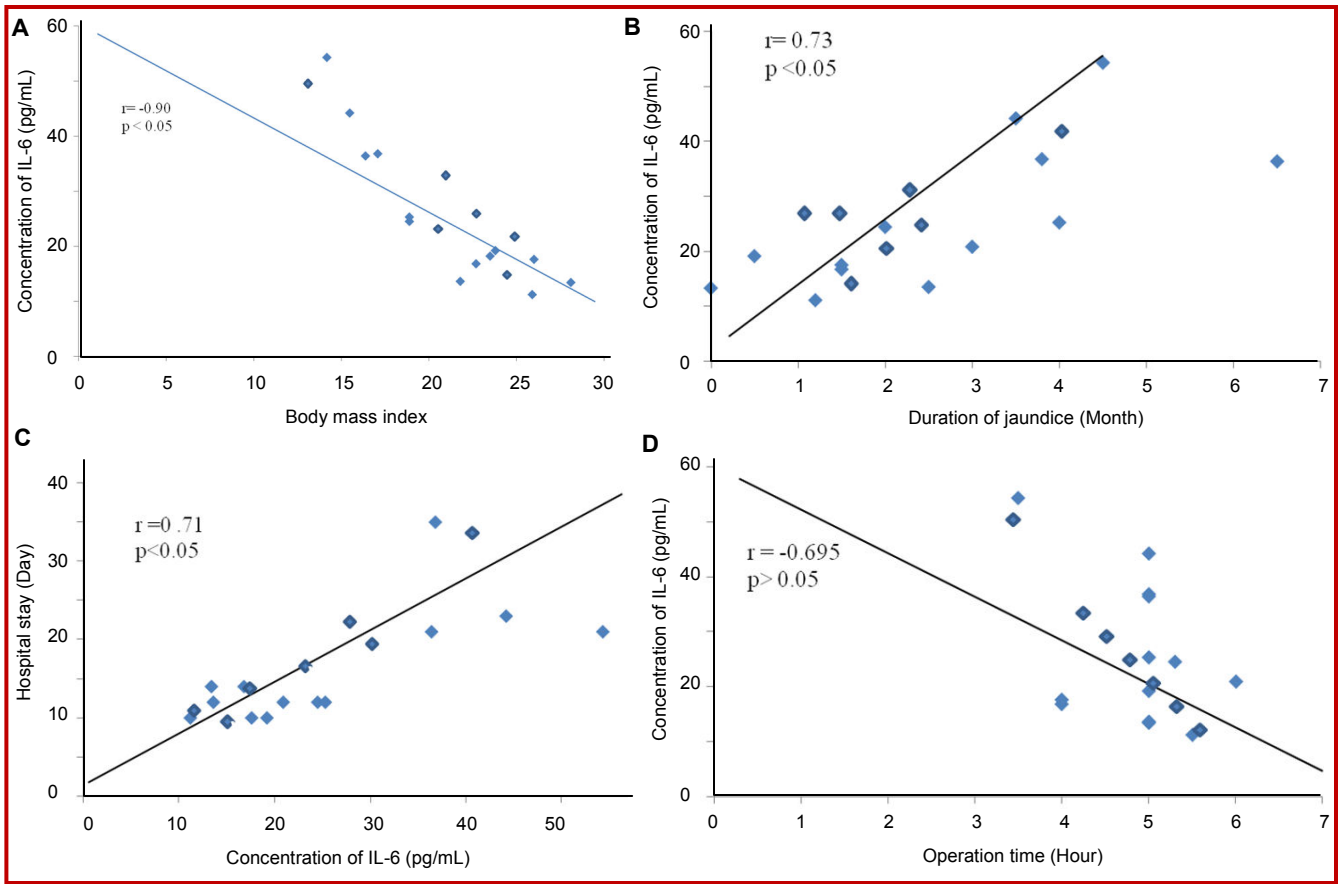 A
60
40
20
0
Concentration of IL-6 (pg/mL)
r= -0.90
p < 0.05
0 5 10 15 20 25 30
Body mass index
B
60
40
20
0
Concentration of IL-6 (pg/mL)
r= 0.73
p <0.05
0 1 2 3 4 5 6 7
Duration of jaundice (Month)
C
40
30
20
10
0
Hospital stay (Day)
r =0 .71
p<0.05
0 10 20 30 40 50
Concentration of IL-6 (pg/mL)
D
60
40
20
0
Concentration of IL-6 (pg/mL)
r = -0.695
p> 0.05
0 1 2 3 4 5 6 7
Operation time (Hour)